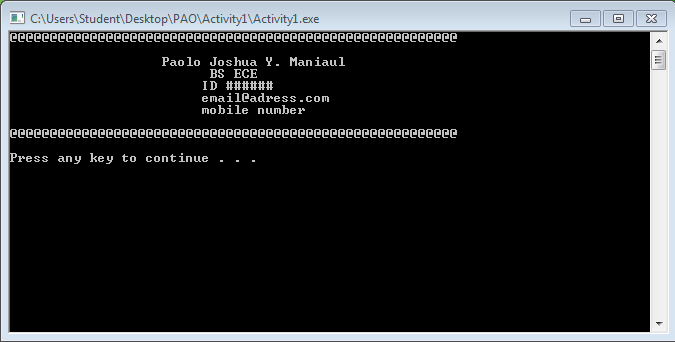 C:\Users\Student\Desktop\PAO\Activity1\Activity1.exe
@@@@@@@@@@@@@@@@@@@@@@@@@@@@@@@@@@@@@@@@@@@@@@@@@@@@@@@@
Paolo Joshua Y. Maniaul
BS ECE
ID ######
email@adress.com
mobile number
@@@@@@@@@@@@@@@@@@@@@@@@@@@@@@@@@@@@@@@@@@@@@@@@@@@@@@@@
Press any key to continue . . .